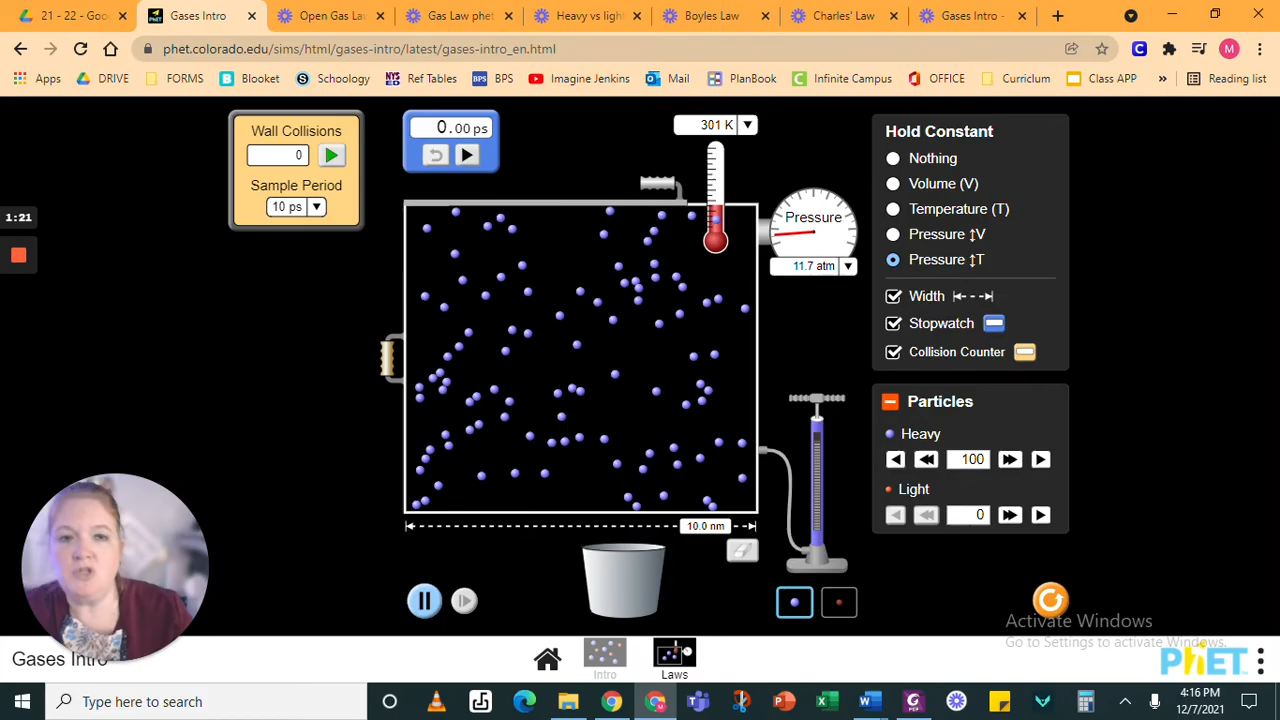 21 - 22 - Goog
Gases Intro
Open Gas Law
Gas Law phet
Heavy vs light
Boyles Law
Charles' Law
Gases Intro -
phet.colorado.edu/sims/html/gases-intro/latest/gases-intro_en.html
Apps
DRIVE
FORMS
Blooket
Schoology
Ref Tables
BPS
Imagine Jenkins
Mail
PlanBook
Infinite Campus
OFFICE
Curriclum
Class APP
»
Reading list
Wall Collisions
0
Sample Period
10 ps
0.00 ps
301 K
Pressure
11.7 atm
Hold Constant
Nothing
Volume (V)
Temperature (T)
Pressure ↕V
Pressure ↕T
Width
Stopwatch
Collision Counter
Particles
Heavy
100
Light
0
10.0 nm
1:21
Activate Windows
Go to Settings to activate Windows.
Gases Intro
Intro
Laws
PhET
Type here to search
4:16 PM
12/7/2021